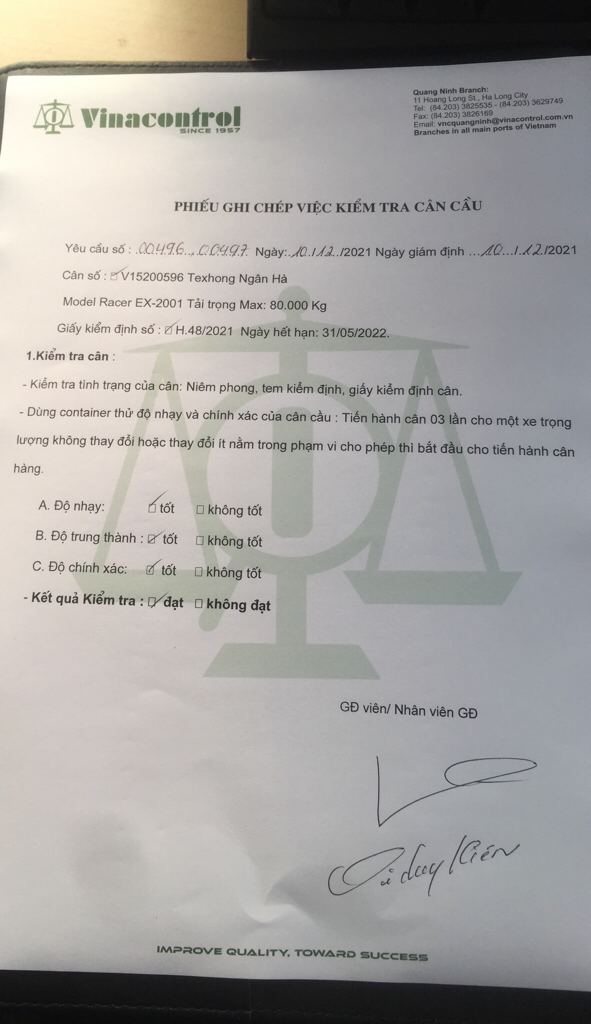 Vinacontrol
SINCE 1957
Quang Ninh Branch:
11 Hoang Long St., Ha Long City
Tel: (84.203) 3825535 - (84.203) 3629749
Fax: (84.203) 3826169
Email: vncquangninh@vinacontrol.com.vn
Branches in all main ports of Vietnam
PHIẾU GHI CHÉP VIỆC KIỂM TRA CÂN CẦU
Yêu cầu số : .00496...00497. Ngày:..10./12../2021 Ngày giám định ...10.../.12./2021
Cân số : ☑V15200596 Texhong Ngân Hà
Model Racer EX-2001 Tải trọng Max: 80.000 Kg
Giấy kiểm định số : ☑H.48/2021 Ngày hết hạn: 31/05/2022.
1.Kiểm tra cân :
- Kiểm tra tình trạng của cân: Niêm phong, tem kiểm định, giấy kiểm định cân.
- Dùng container thử độ nhạy và chính xác của cân cầu : Tiến hành cân 03 lần cho một xe trọng
lượng không thay đổi hoặc thay đổi ít nằm trong phạm vi cho phép thì bắt đầu cho tiến hành cân
hàng.
A. Độ nhạy: ☑ tốt ☐ không tốt
B. Độ trung thành : ☑ tốt ☐ không tốt
C. Độ chính xác: ☑ tốt ☐ không tốt
- Kết quả Kiểm tra : ☑ đạt ☐ không đạt
GĐ viên/ Nhân viên GĐ
duy Kiên
IMPROVE QUALITY, TOWARD SUCCESS